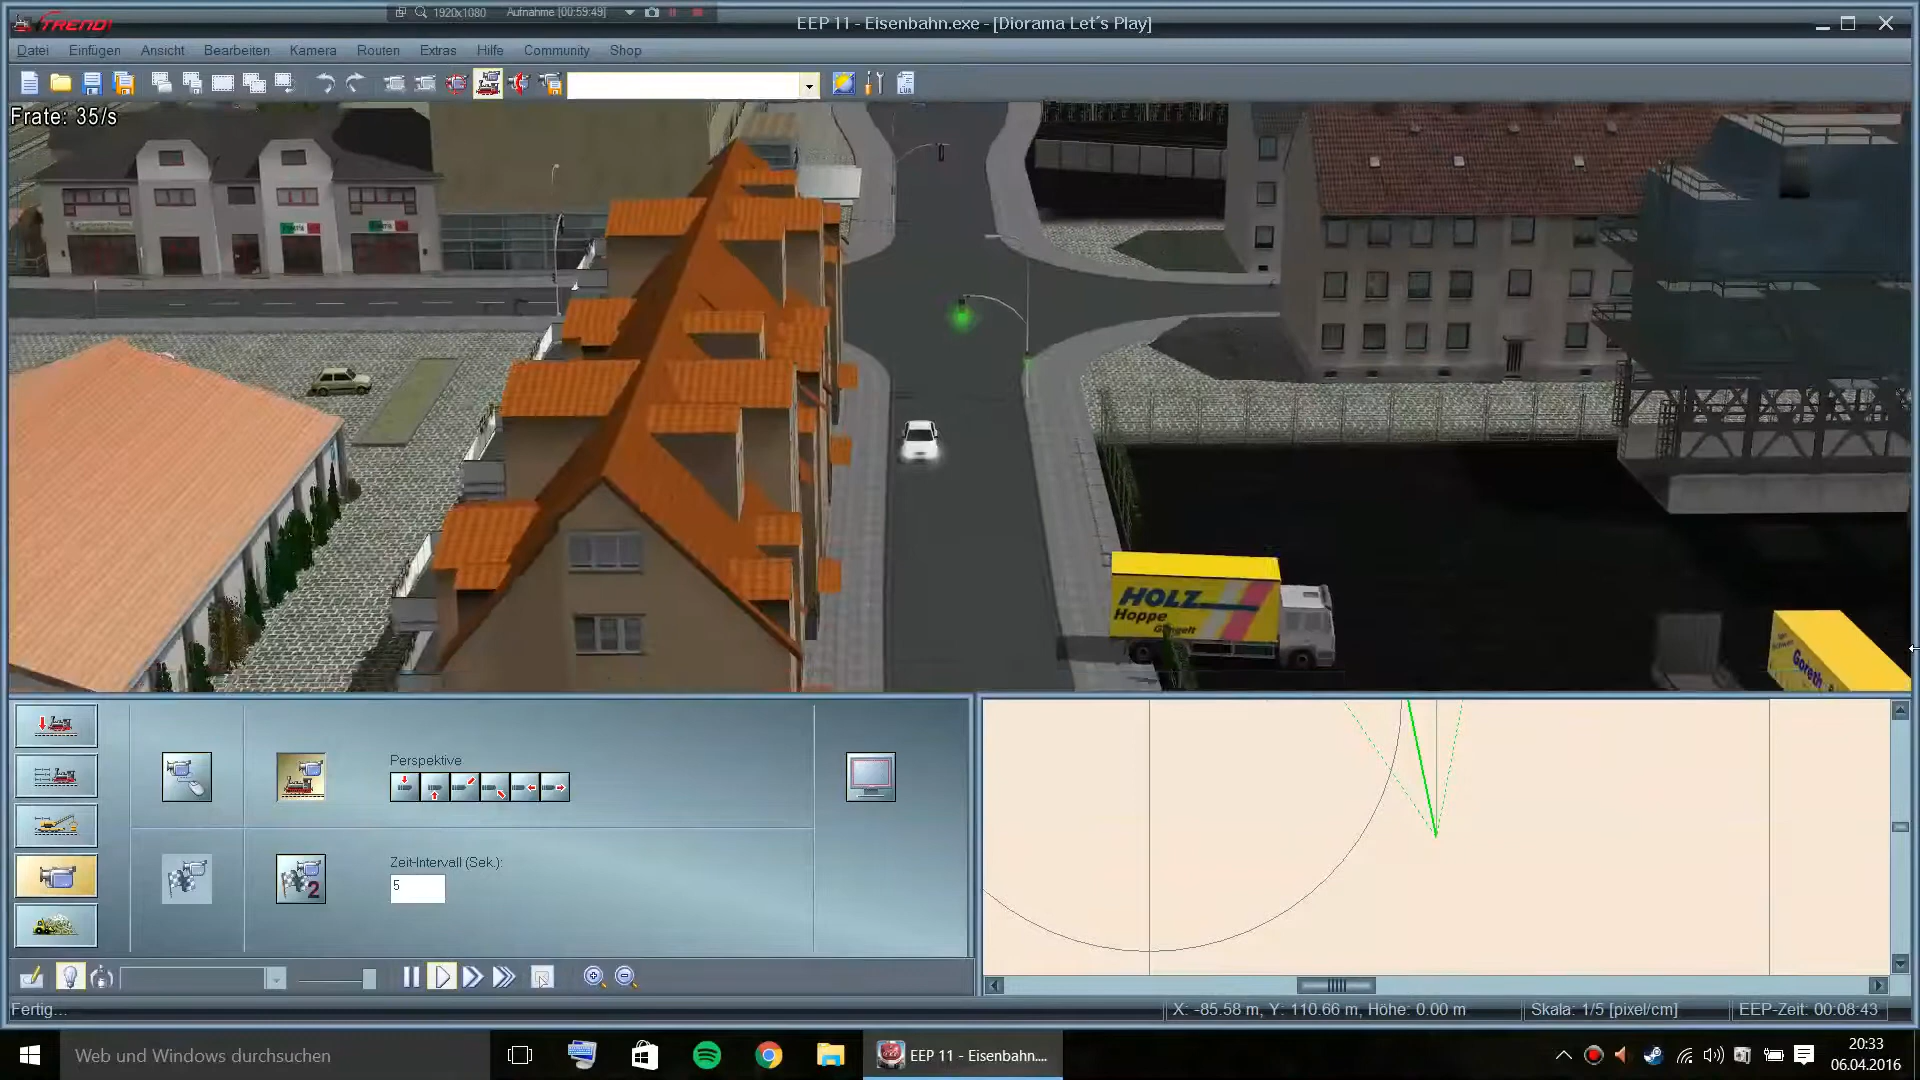 1920x1080 Aufnahme [00:59:49]
TREND
EEP 11 - Eisenbahn.exe - [Diorama Let´s Play]
Datei Einfügen Ansicht Bearbeiten Kamera Routen Extras Hilfe Community Shop
LUA
Frate: 35/s
HOLZ
Hoppe
Goreth
Perspektive
Zeit-Intervall (Sek.):
2
5
Fertig...
X: -85.58 m, Y: 110.66 m, Höhe: 0.00 m
Skala: 1/5 [pixel/cm]
EEP-Zeit: 00:08:43
Web und Windows durchsuchen
EEP 11 - Eisenbahn....
20:33
06.04.2016